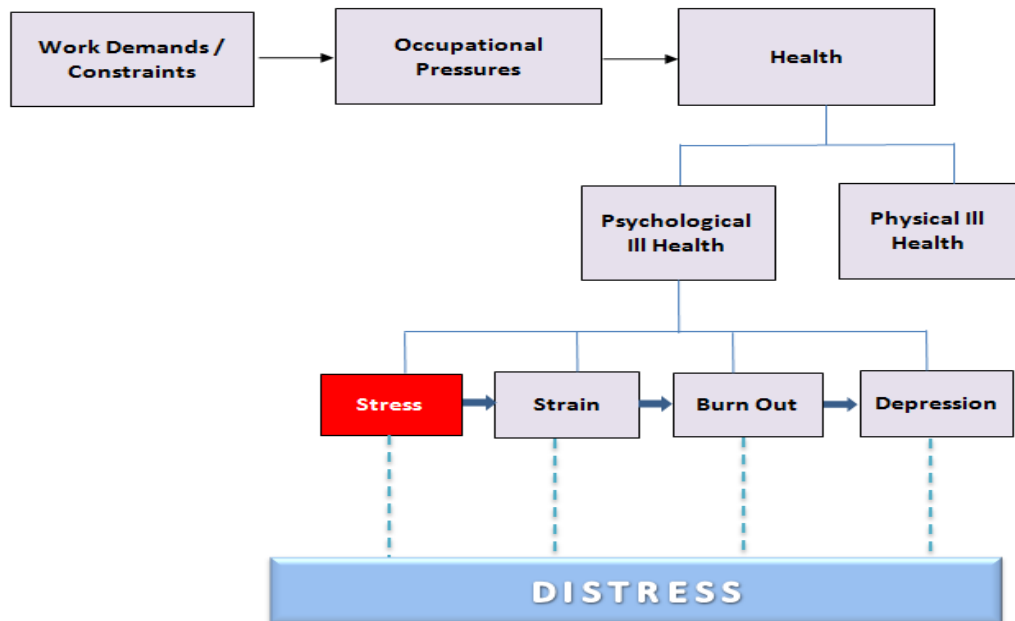 Work Demands /
Constraints
Occupational
Pressures
Health
Psychological
Ill Health
Physical Ill
Health
Stress
Strain
Burn Out
Depression
DISTRESS